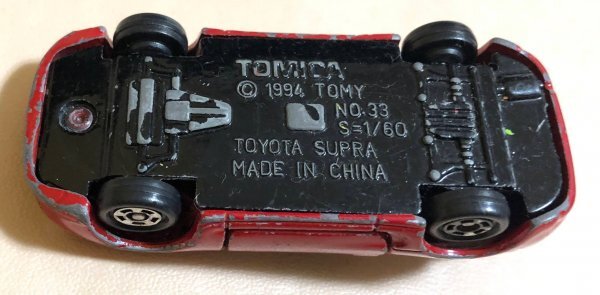 TOMICA
© 1994 TOMY
NO.33
S=1/60
TOYOTA SUPRA
MADE IN CHINA